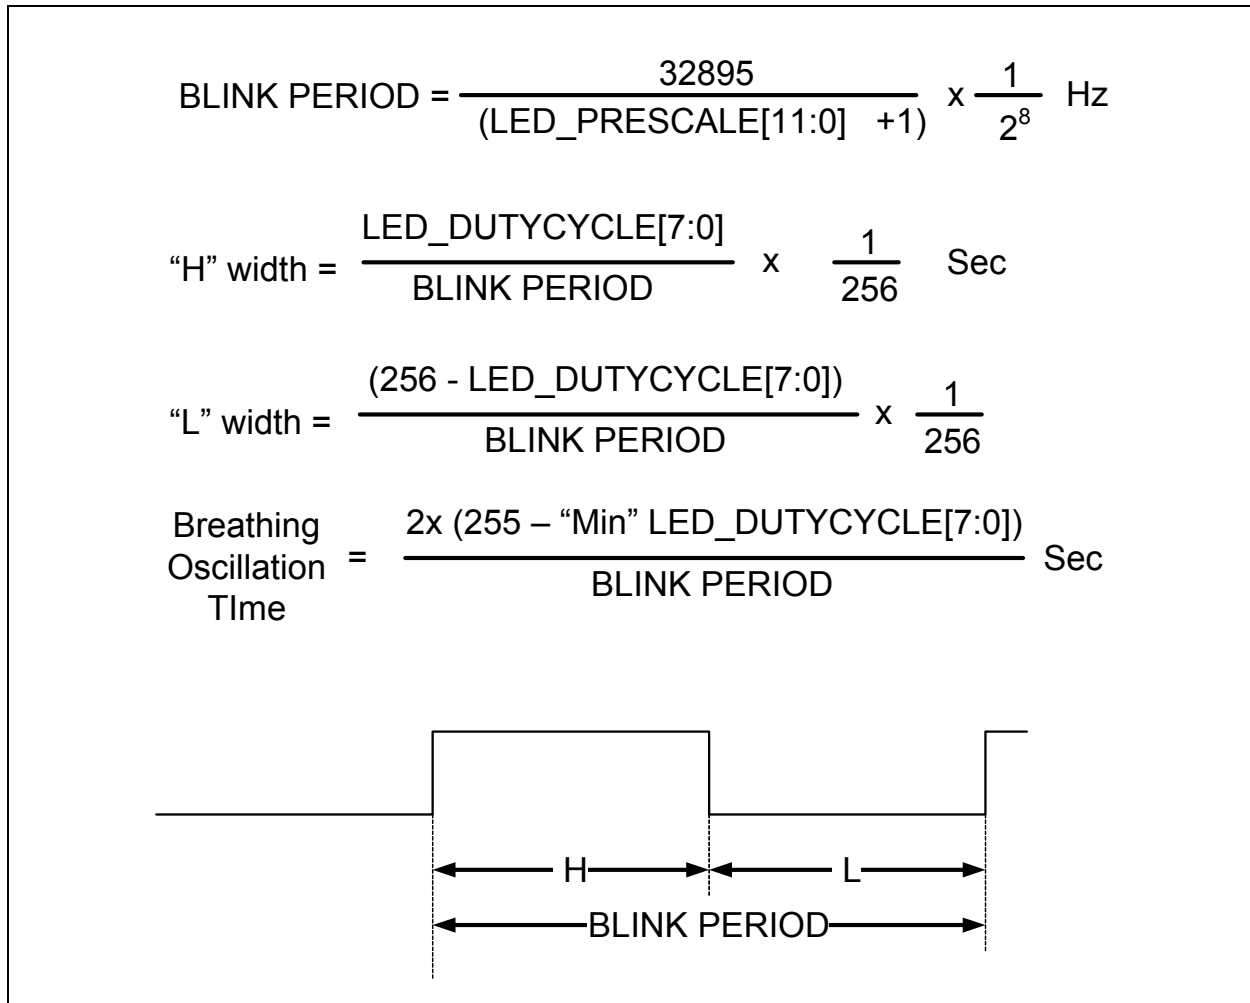 BLINK PERIOD = 32895 / (LED_PRESCALE[11:0] +1) x 1 / 2⁸ Hz
“H” width = LED_DUTYCYCLE[7:0] / BLINK PERIOD x 1 / 256 Sec
“L” width = (256 - LED_DUTYCYCLE[7:0]) / BLINK PERIOD x 1 / 256
Breathing Oscillation TIme = 2x (255 – “Min” LED_DUTYCYCLE[7:0]) / BLINK PERIOD Sec
H L
BLINK PERIOD